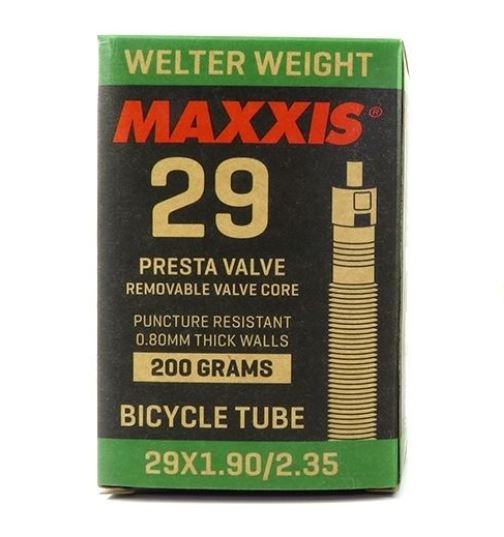 WELTER WEIGHT
MAXXIS®
29
PRESTA VALVE
REMOVABLE VALVE CORE
PUNCTURE RESISTANT
0.80MM THICK WALLS
200 GRAMS
BICYCLE TUBE
29X1.90/2.35